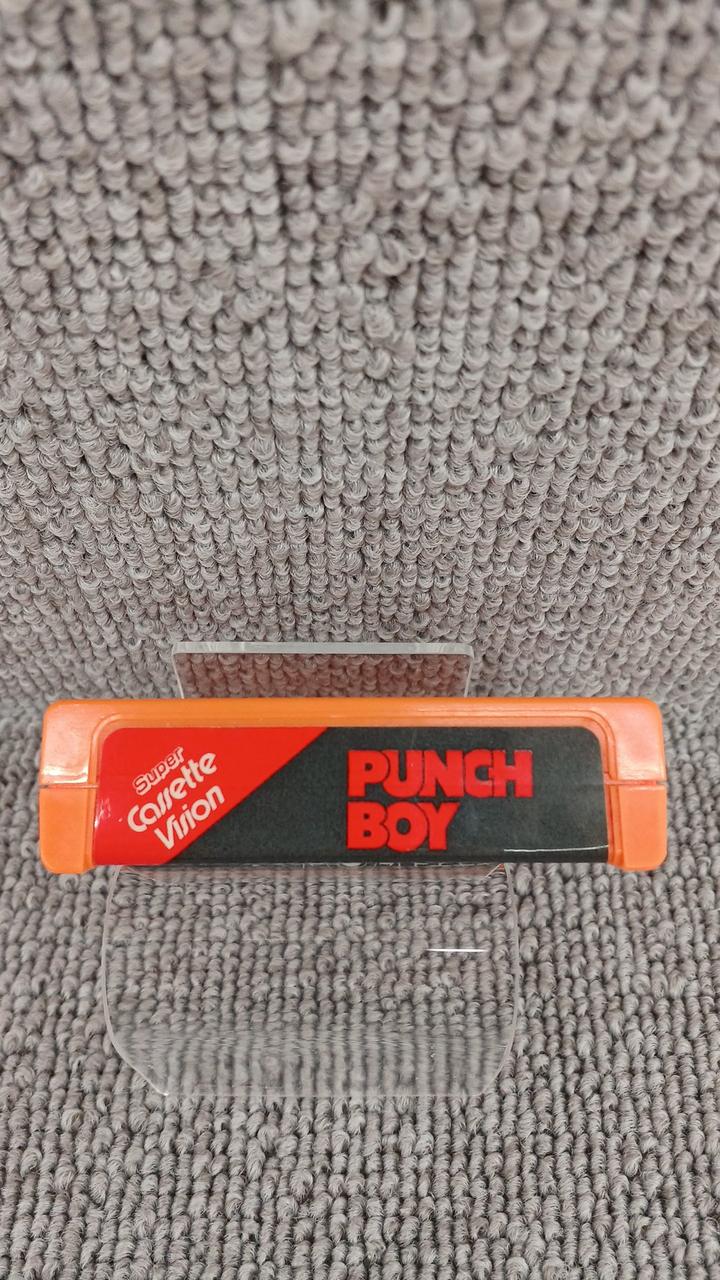 Super
Cassette
Vision
PUNCH
BOY